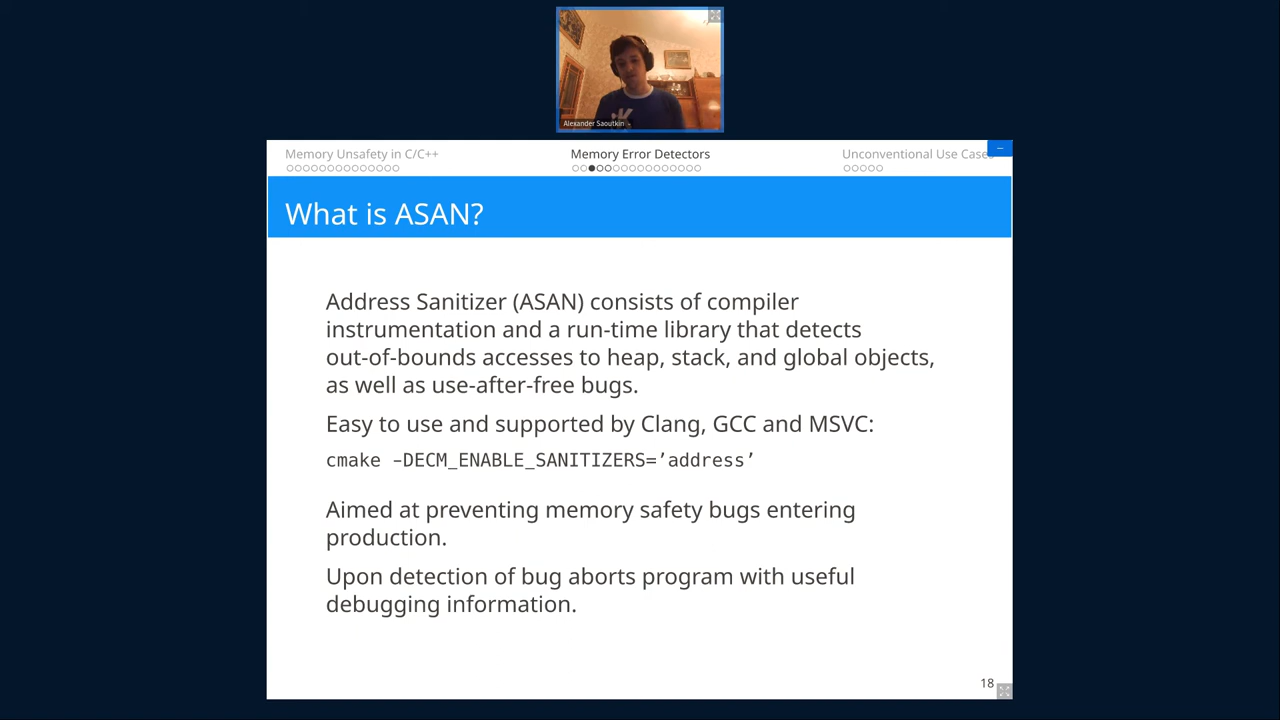 Alexander Saoutkin
Memory Unsafety in C/C++
Memory Error Detectors
Unconventional Use Cases
What is ASAN?
Address Sanitizer (ASAN) consists of compiler
instrumentation and a run-time library that detects
out-of-bounds accesses to heap, stack, and global objects,
as well as use-after-free bugs.
Easy to use and supported by Clang, GCC and MSVC:
cmake -DECM_ENABLE_SANITIZERS=’address’
Aimed at preventing memory safety bugs entering
production.
Upon detection of bug aborts program with useful
debugging information.
18